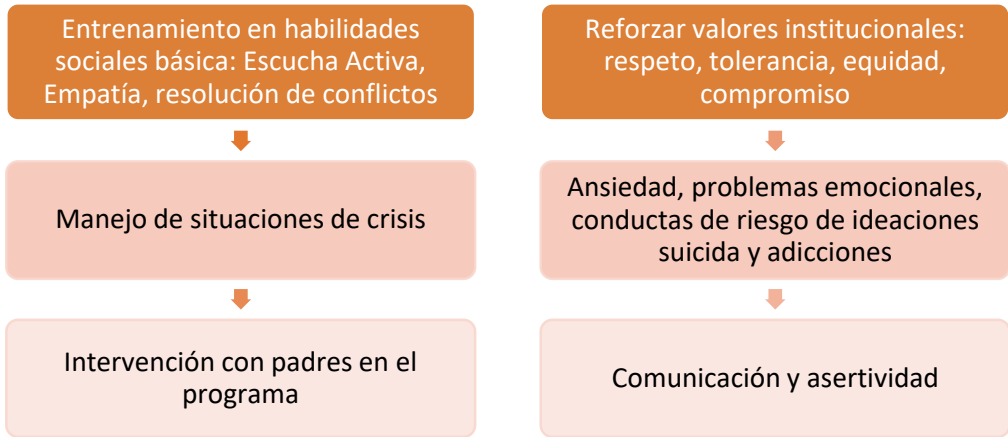 Entrenamiento en habilidades
sociales básica: Escucha Activa,
Empatía, resolución de conflictos
Manejo de situaciones de crisis
Intervención con padres en el
programa
Reforzar valores institucionales:
respeto, tolerancia, equidad,
compromiso
Ansiedad, problemas emocionales,
conductas de riesgo de ideaciones
suicida y adicciones
Comunicación y asertividad